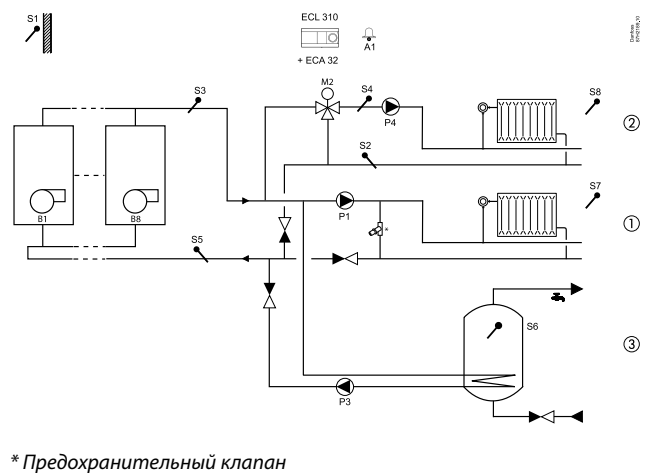 S1
ECL 310
A1
+ ECA 32
M2
S3
S4
S8
P4
②
S2
S7
B1
B8
P1
*
①
S5
S6
③
P3
* Предохранительный клапан